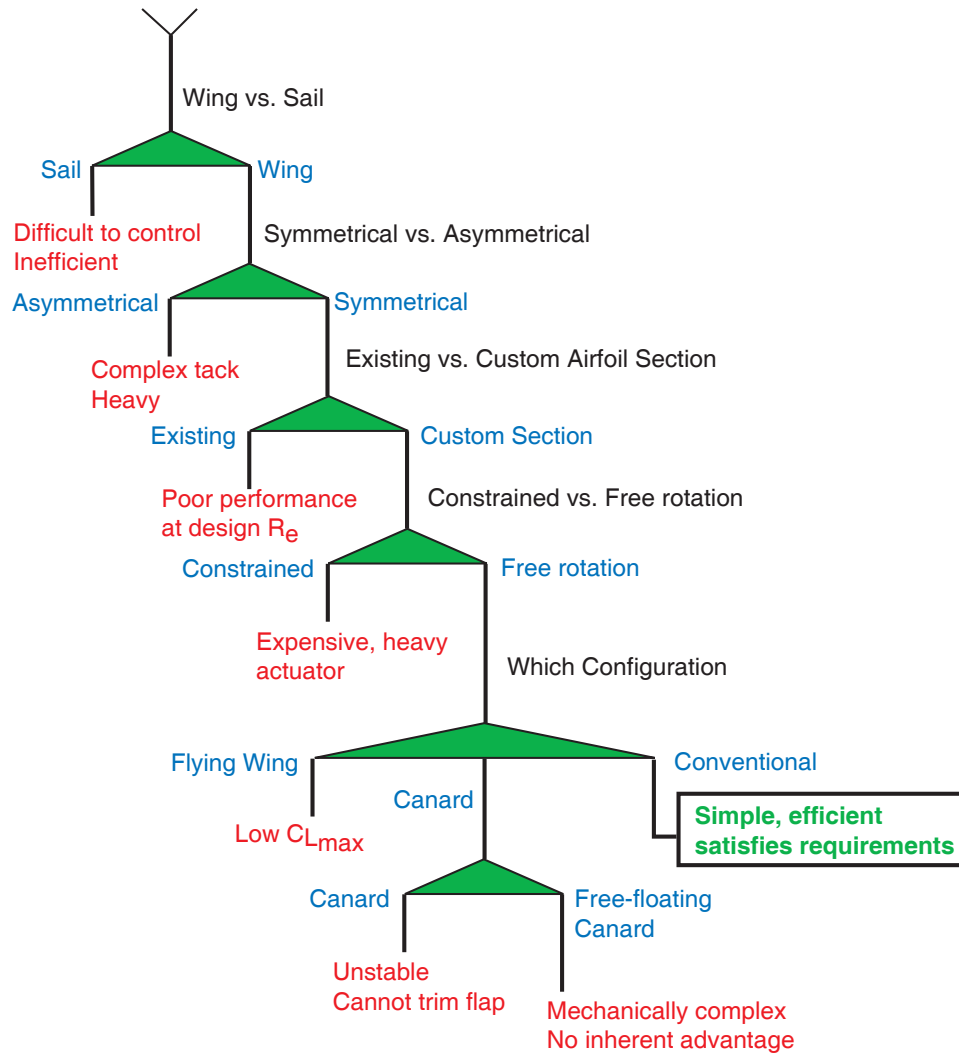 Wing vs. Sail
Sail
Wing
Difficult to control
Inefficient
Symmetrical vs. Asymmetrical
Asymmetrical
Symmetrical
Complex tack
Heavy
Existing vs. Custom Airfoil Section
Existing
Custom Section
Poor performance
at design Re
Constrained vs. Free rotation
Constrained
Free rotation
Expensive, heavy
actuator
Which Configuration
Flying Wing
Canard
Conventional
Low CLmax
Simple, efficient
satisfies requirements
Canard
Free-floating
Canard
Unstable
Cannot trim flap
Mechanically complex
No inherent advantage